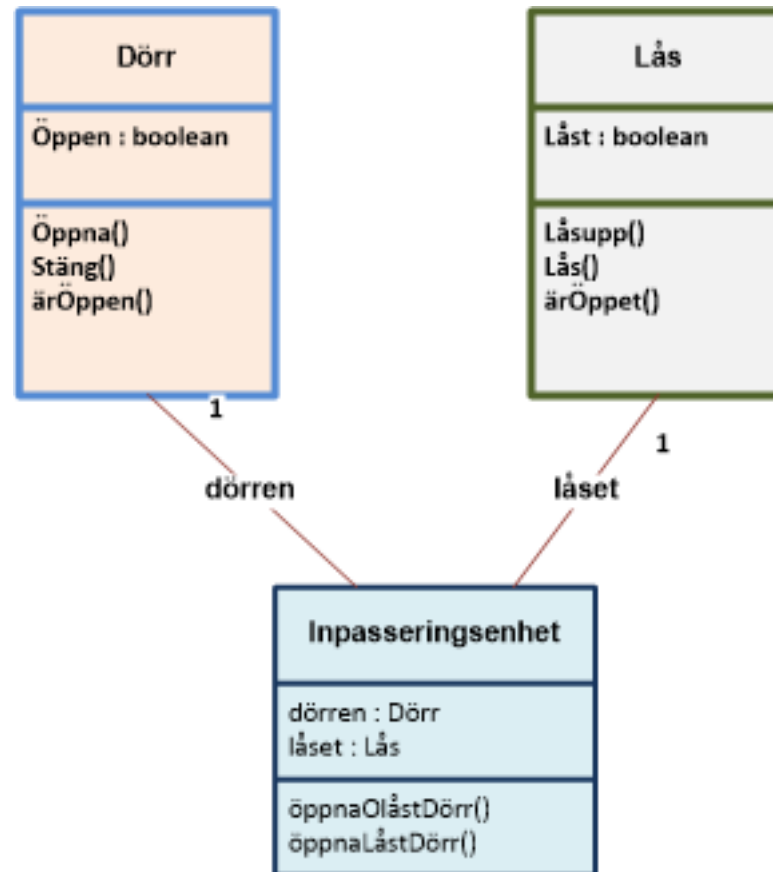 Dörr
Öppen : boolean
Öppna()
Stäng()
ärÖppen()
Lås
Låst : boolean
Låsupp()
Lås()
ärÖppet()
1
1
dörren
låset
Inpasseringsenhet
dörren : Dörr
låset : Lås
öppnaOlåstDörr()
öppnaLåstDörr()